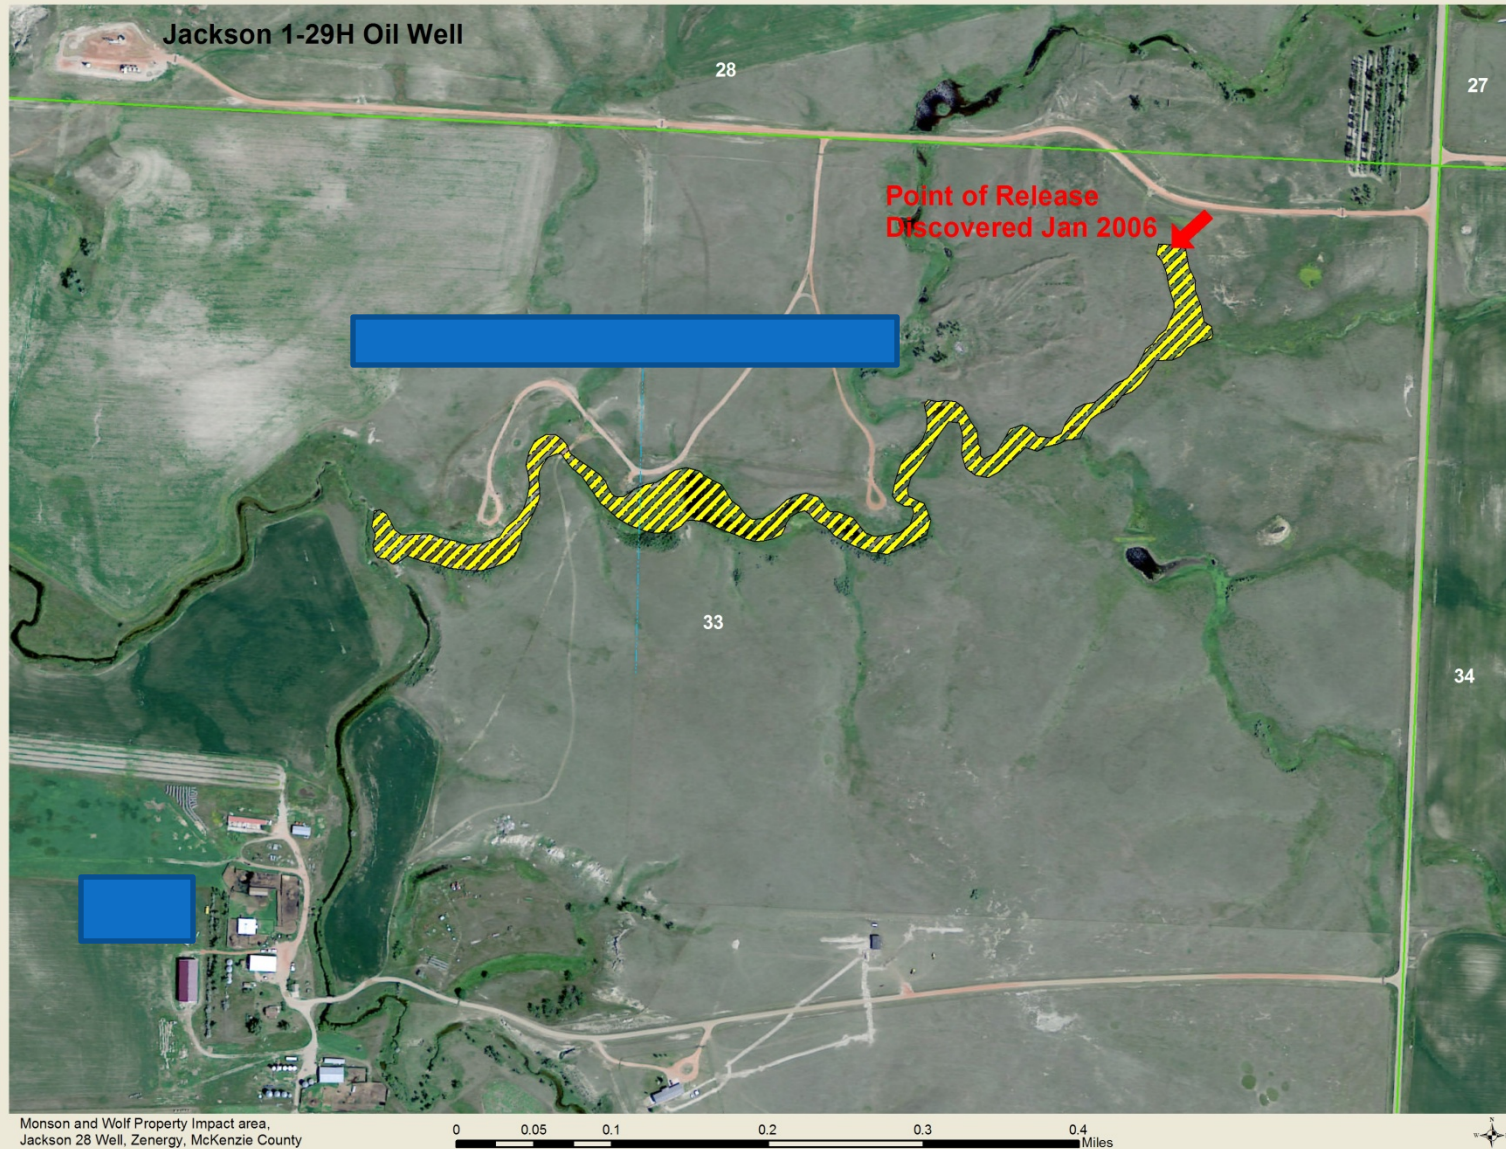 Jackson 1-29H Oil Well
28
27
Point of Release
Discovered Jan 2006
33
34
Monson and Wolf Property Impact area,
Jackson 28 Well, Zenergy, McKenzie County
0 0.05 0.1 0.2 0.3 0.4
Miles
N
W